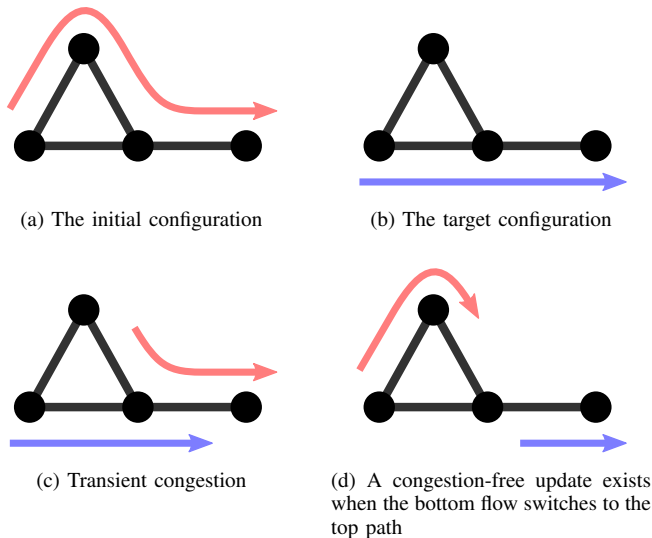 (a) The initial configuration
(b) The target configuration
(c) Transient congestion
(d) A congestion-free update exists
when the bottom flow switches to the
top path